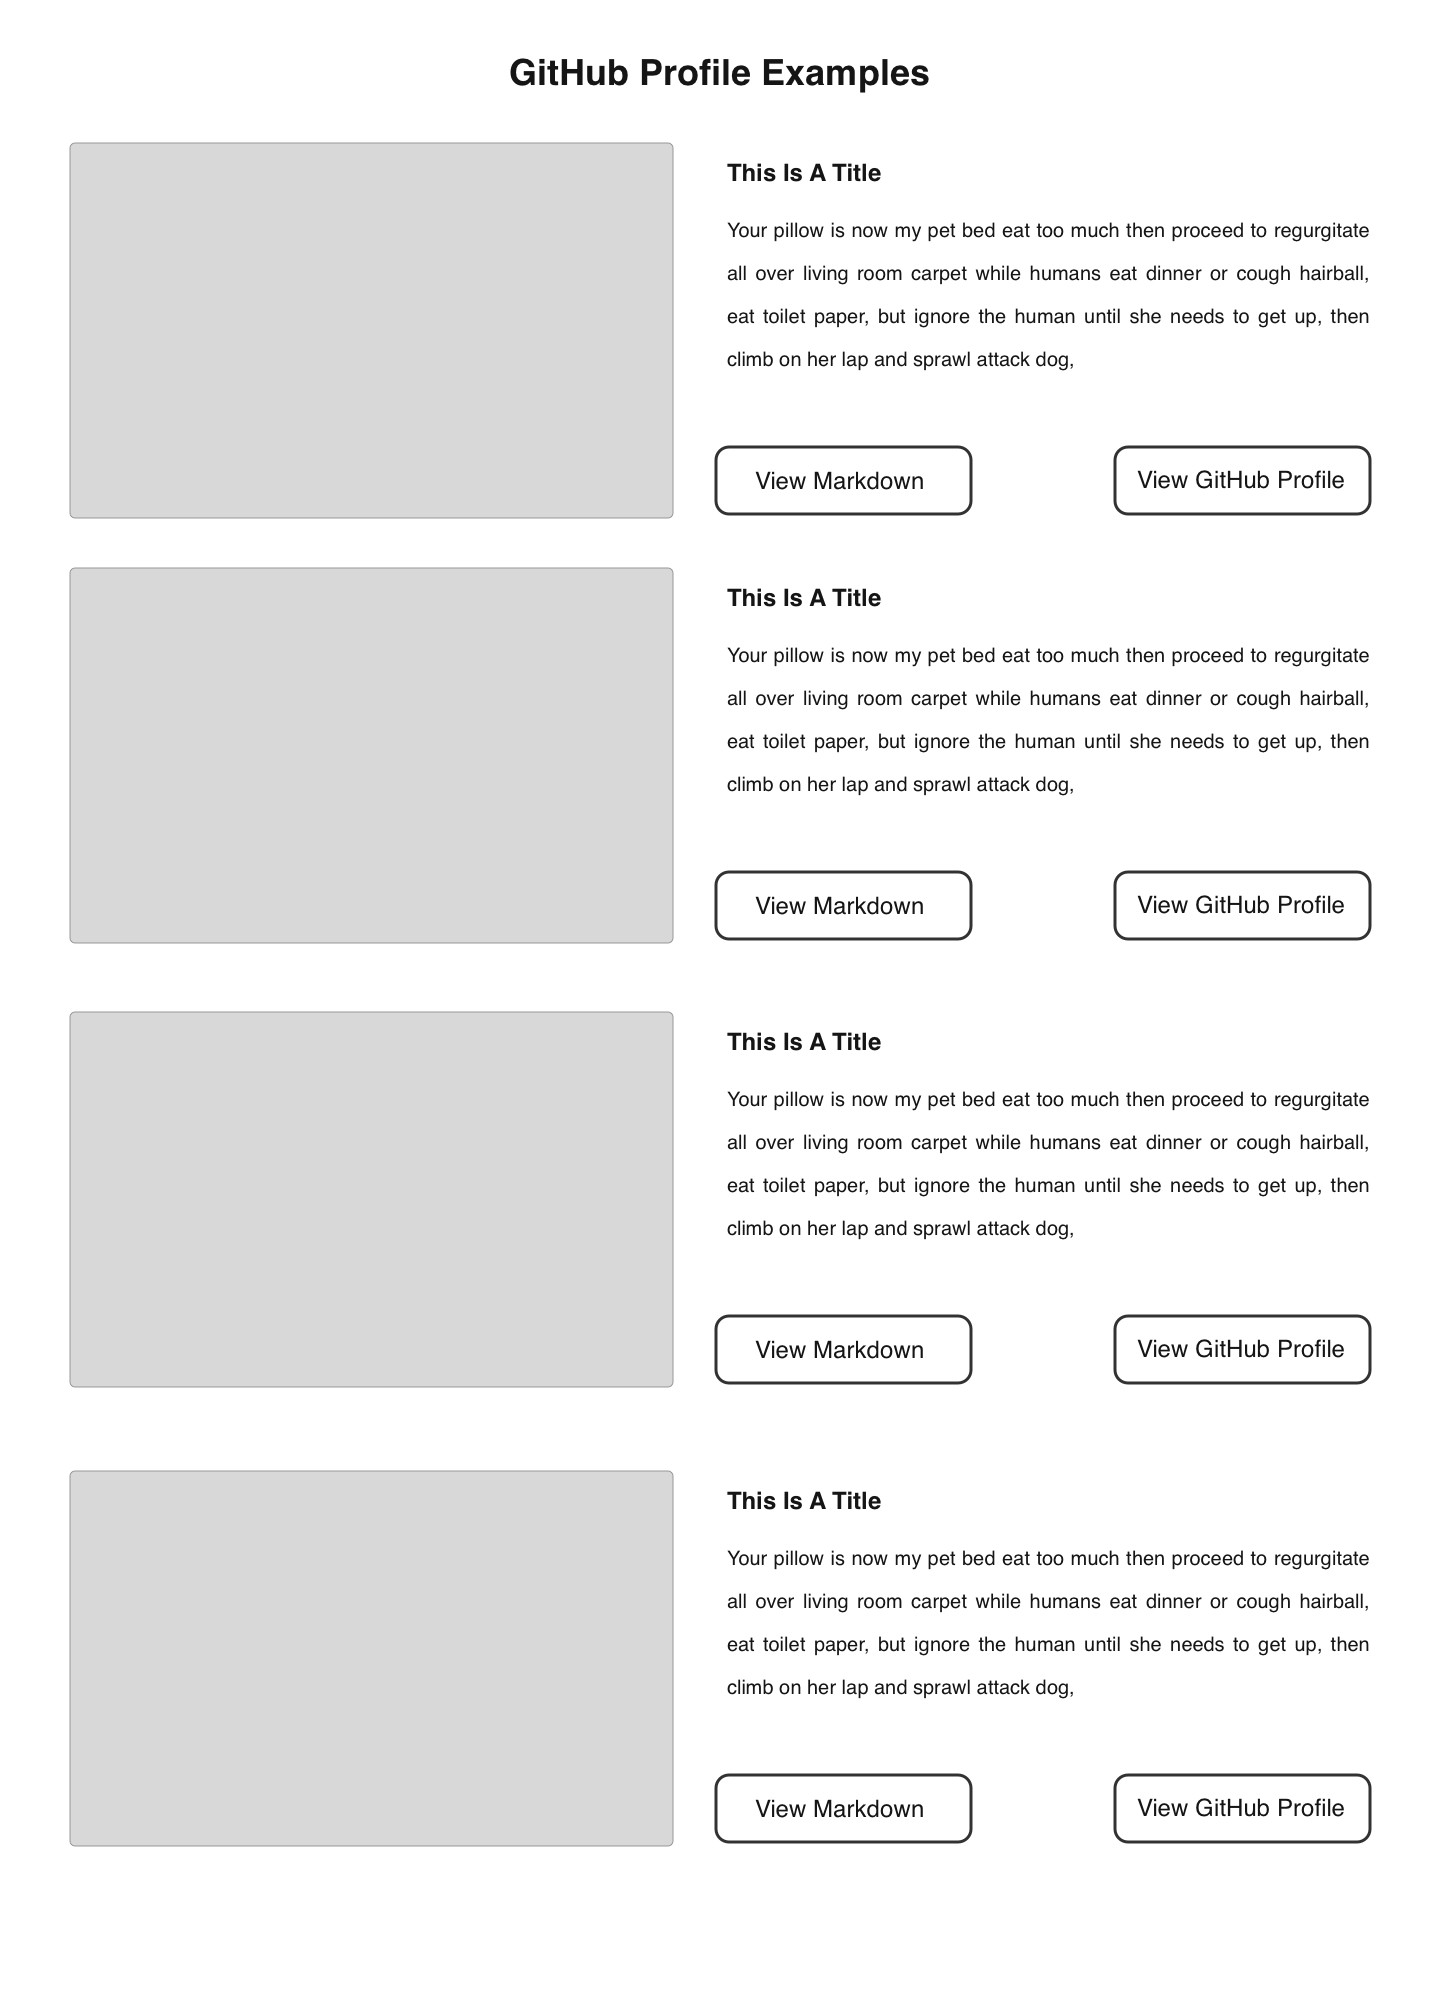 GitHub Profile Examples
This Is A Title
Your pillow is now my pet bed eat too much then proceed to regurgitate
all over living room carpet while humans eat dinner or cough hairball,
eat toilet paper, but ignore the human until she needs to get up, then
climb on her lap and sprawl attack dog,
View Markdown
View GitHub Profile
This Is A Title
Your pillow is now my pet bed eat too much then proceed to regurgitate
all over living room carpet while humans eat dinner or cough hairball,
eat toilet paper, but ignore the human until she needs to get up, then
climb on her lap and sprawl attack dog,
View Markdown
View GitHub Profile
This Is A Title
Your pillow is now my pet bed eat too much then proceed to regurgitate
all over living room carpet while humans eat dinner or cough hairball,
eat toilet paper, but ignore the human until she needs to get up, then
climb on her lap and sprawl attack dog,
View Markdown
View GitHub Profile
This Is A Title
Your pillow is now my pet bed eat too much then proceed to regurgitate
all over living room carpet while humans eat dinner or cough hairball,
eat toilet paper, but ignore the human until she needs to get up, then
climb on her lap and sprawl attack dog,
View Markdown
View GitHub Profile